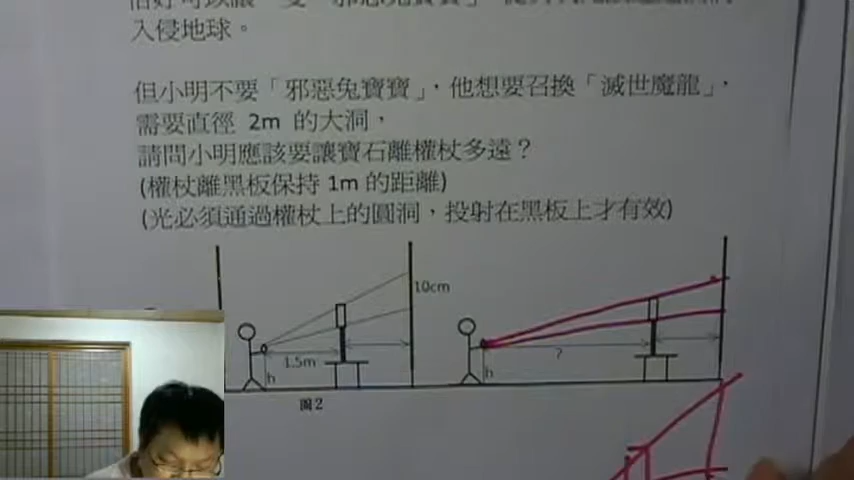 入侵地球。
但小明不要「邪惡兔寶寶」，他想要召換「滅世魔龍」，
需要直徑 2m 的大洞，
請問小明應該要讓寶石離權杖多遠？
(權杖離黑板保持 1m 的距離)
(光必須通過權杖上的圓洞，投射在黑板上才有效)
10cm
1.5m
?
h
h
圖2